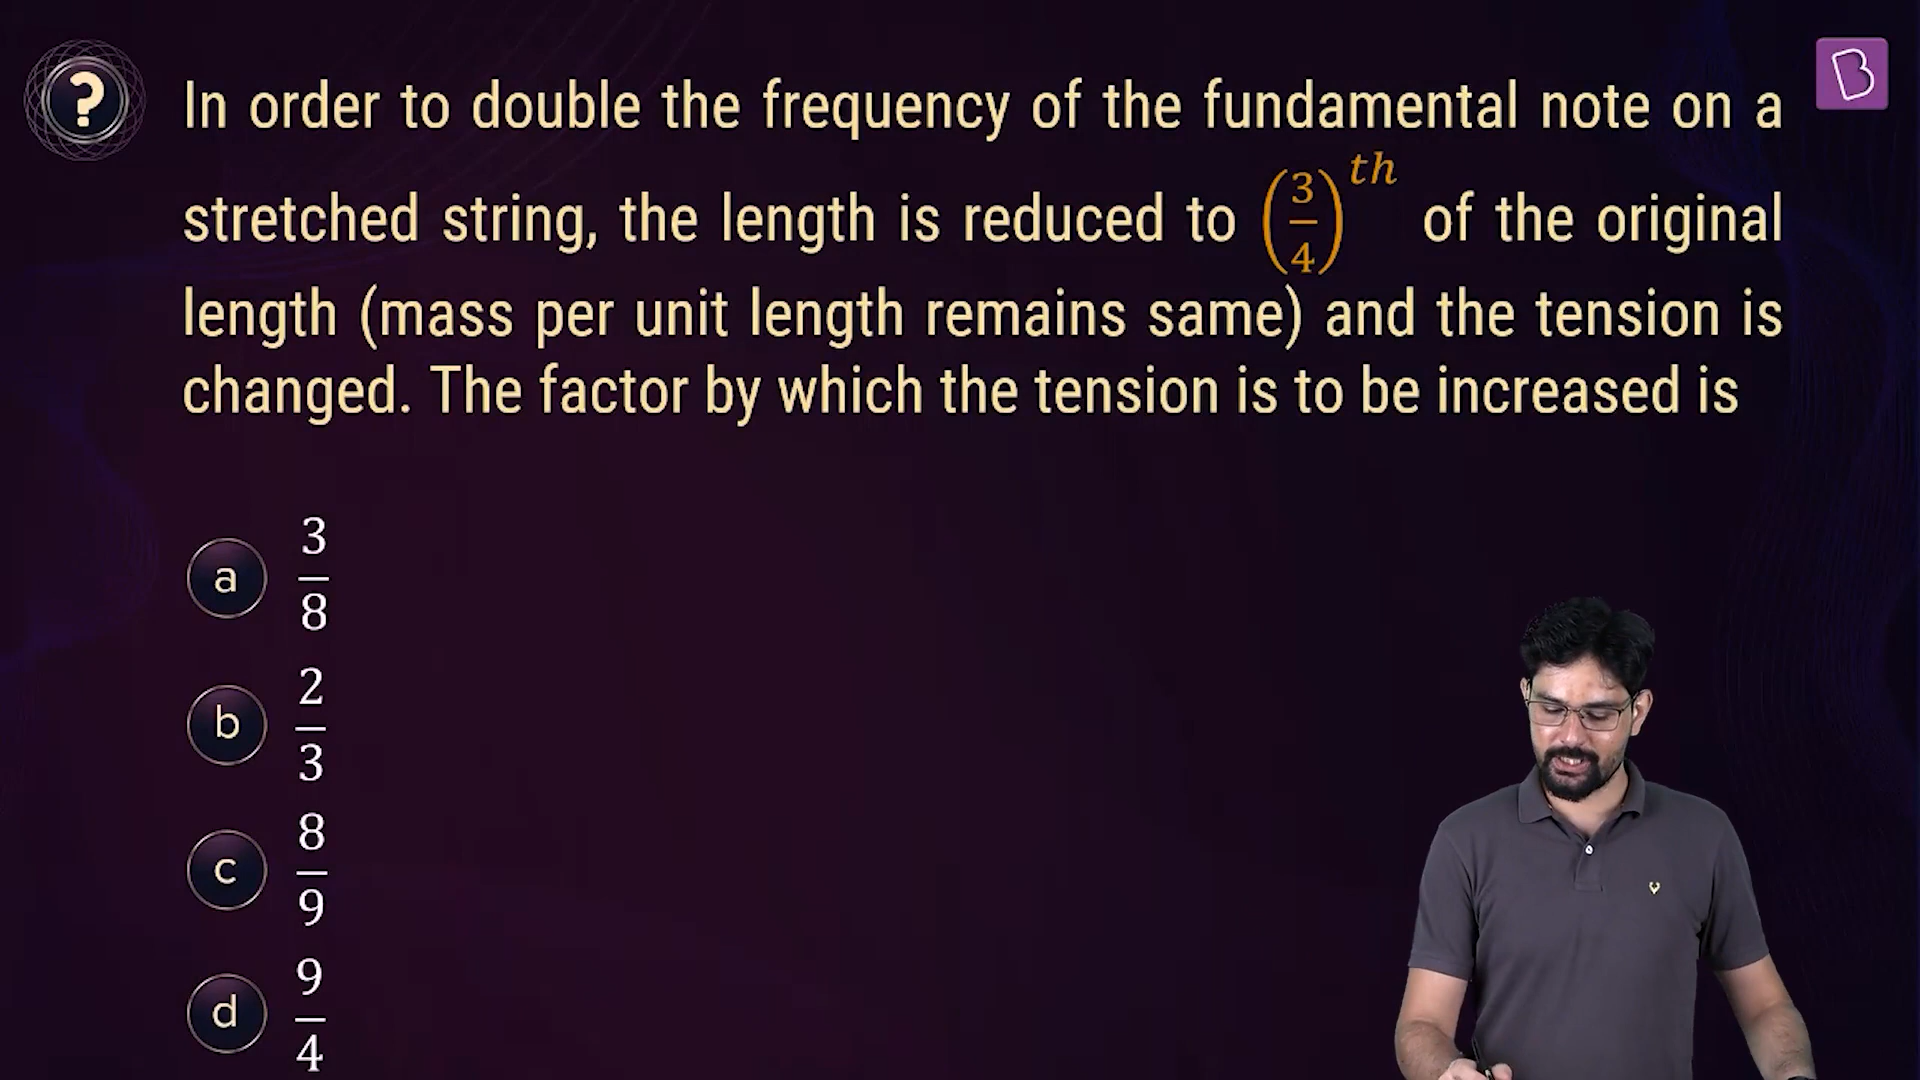 ?
In order to double the frequency of the fundamental note on a
stretched string, the length is reduced to (3/4)^th of the original
length (mass per unit length remains same) and the tension is
changed. The factor by which the tension is to be increased is
a 3/8
b 2/3
c 8/9
d 9/4
B